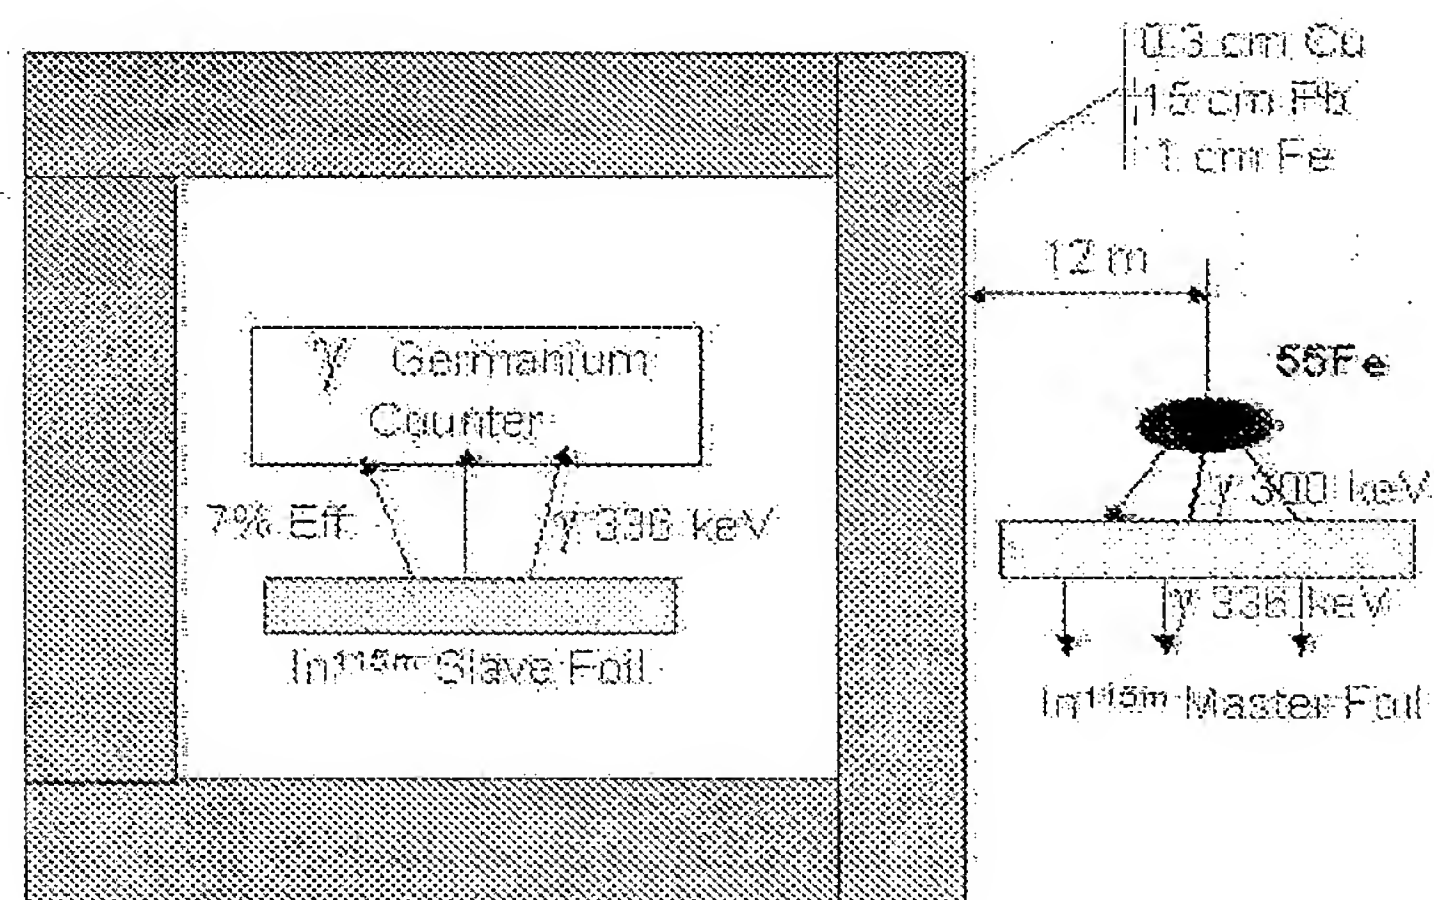 0.3 cm Cu
15 cm Pb
1 cm Fe
12 m
55Fe
γ Germanium
Counter
γ 300 keV
7% Eff.
γ 336 keV
γ 336 keV
In115m Slave Foil
In115m Master Foil